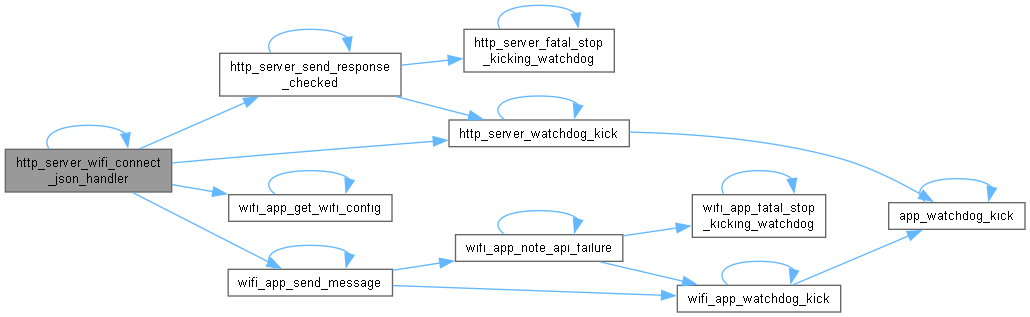 http_server_fatal_stop
_kicking_watchdog
http_server_send_response
_checked
http_server_watchdog_kick
http_server_wifi_connect
_json_handler
wifi_app_get_wifi_config
wifi_app_fatal_stop
_kicking_watchdog
app_watchdog_kick
wifi_app_note_api_failure
wifi_app_send_message
wifi_app_watchdog_kick